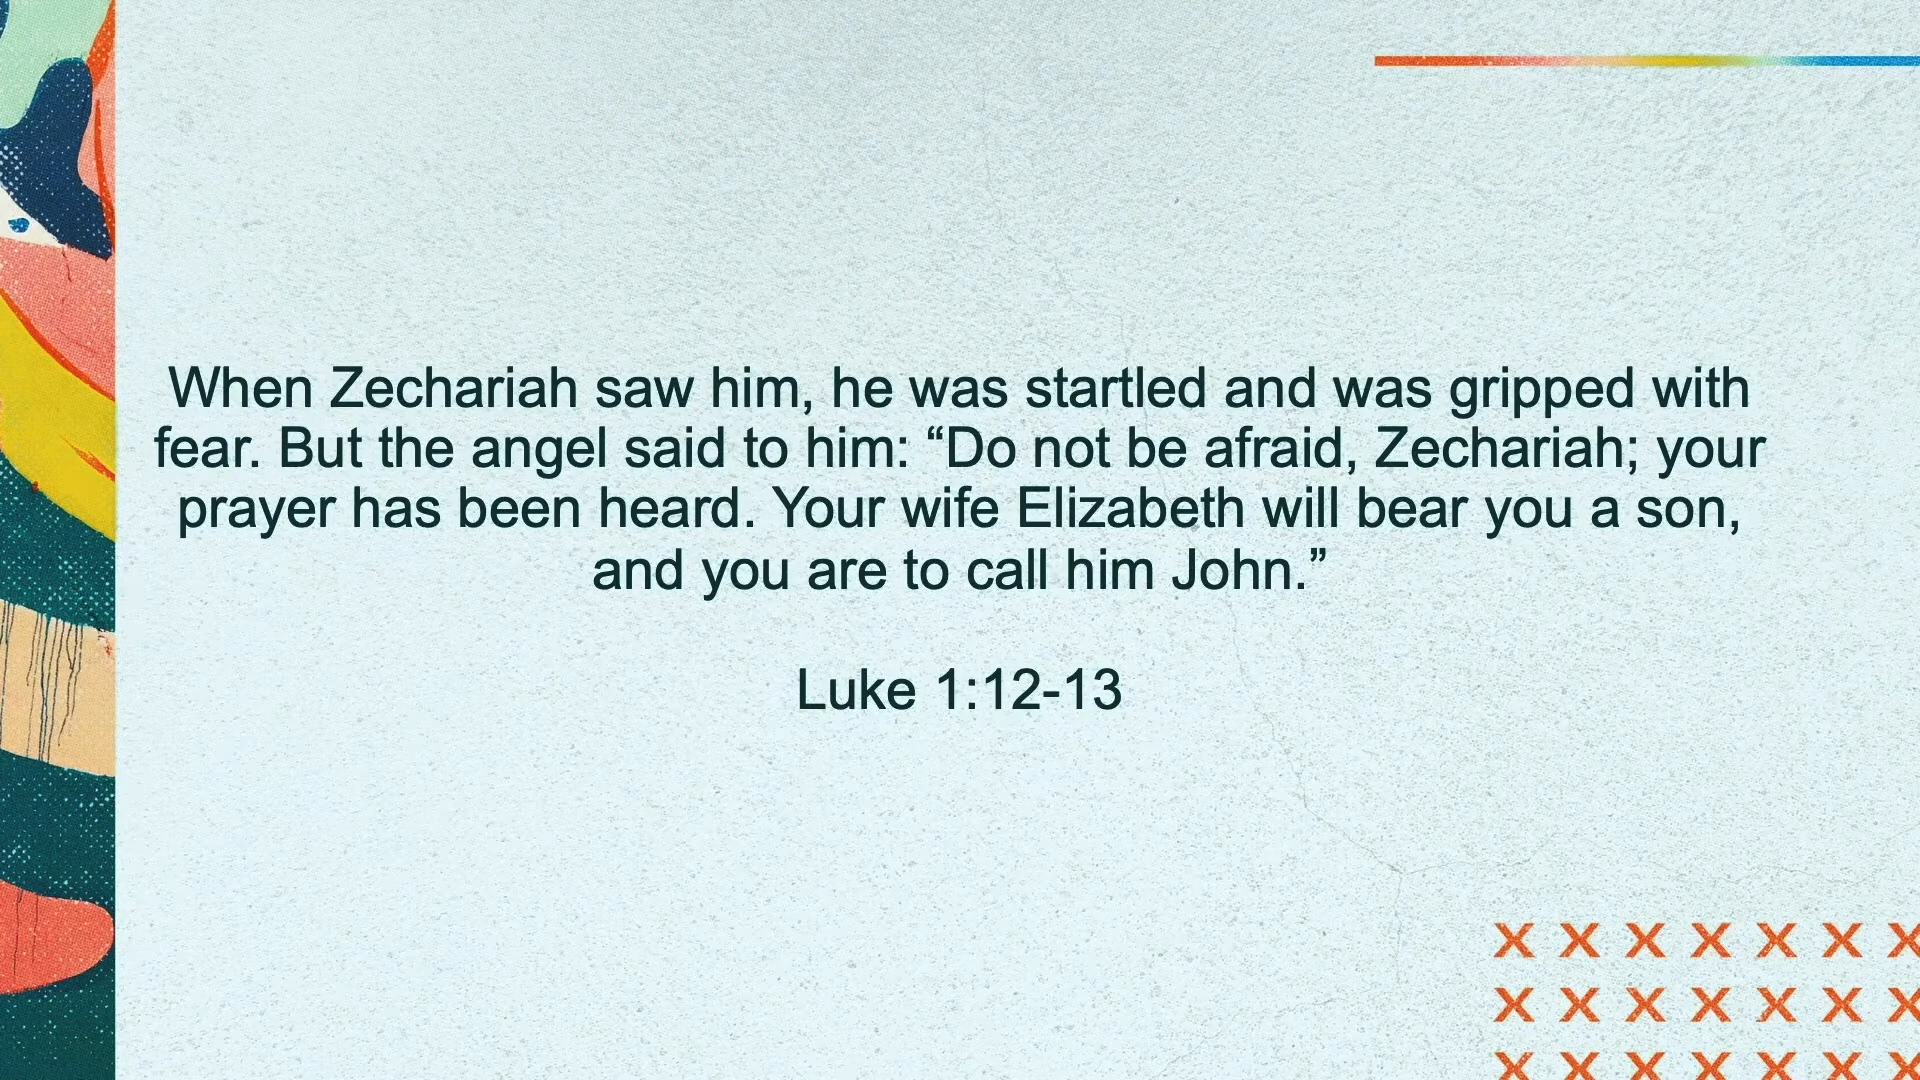 When Zechariah saw him, he was startled and was gripped with
fear. But the angel said to him: “Do not be afraid, Zechariah; your
prayer has been heard. Your wife Elizabeth will bear you a son,
and you are to call him John.”
Luke 1:12-13